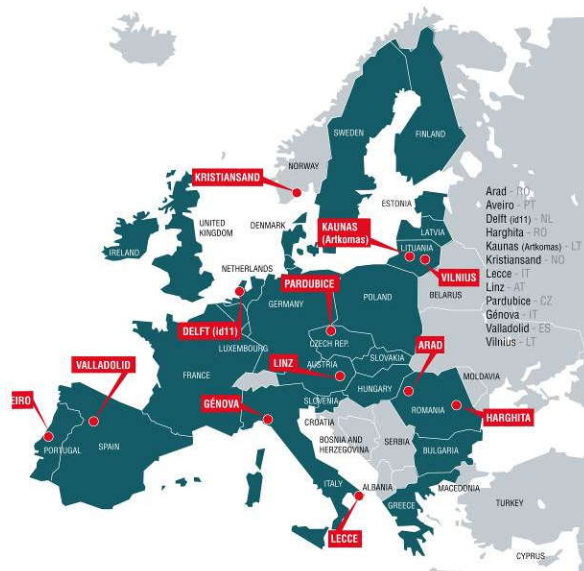 SWEDEN
FINLAND
NORWAY
KRISTIANSAND
ESTONIA
UNITED
KINGDOM
DENMARK
KAUNAS
(Artkomas)
LATVIA
LITUANIA
IRELAND
VILNIUS
NETHERLANDS
PARDUBICE
BELARUS
GERMANY
POLAND
DELFT (id11)
LUXEMBOURG
CZECH REP.
ARAD
SLOVAKIA
VALLADOLID
LINZ
AUSTRIA
FRANCE
HUNGARY
MOLDAVIA
EIRO
GÉNOVA
SLOVENIA
ROMANIA
HARGHITA
CROATIA
PORTUGAL
SPAIN
BOSNIA AND
HERZEGOVINA
SERBIA
BULGARIA
ITALY
ALBANIA
MACEDONIA
GREECE
TURKEY
LECCE
CYPRUS
Arad - RO
Aveiro - PT
Delft (id11) - NL
Harghita - RO
Kaunas (Artkomas) - LT
Kristiansand - NO
Lecce - IT
Linz - AT
Pardubice - CZ
Génova - IT
Valladolid - ES
Vilnius - LT